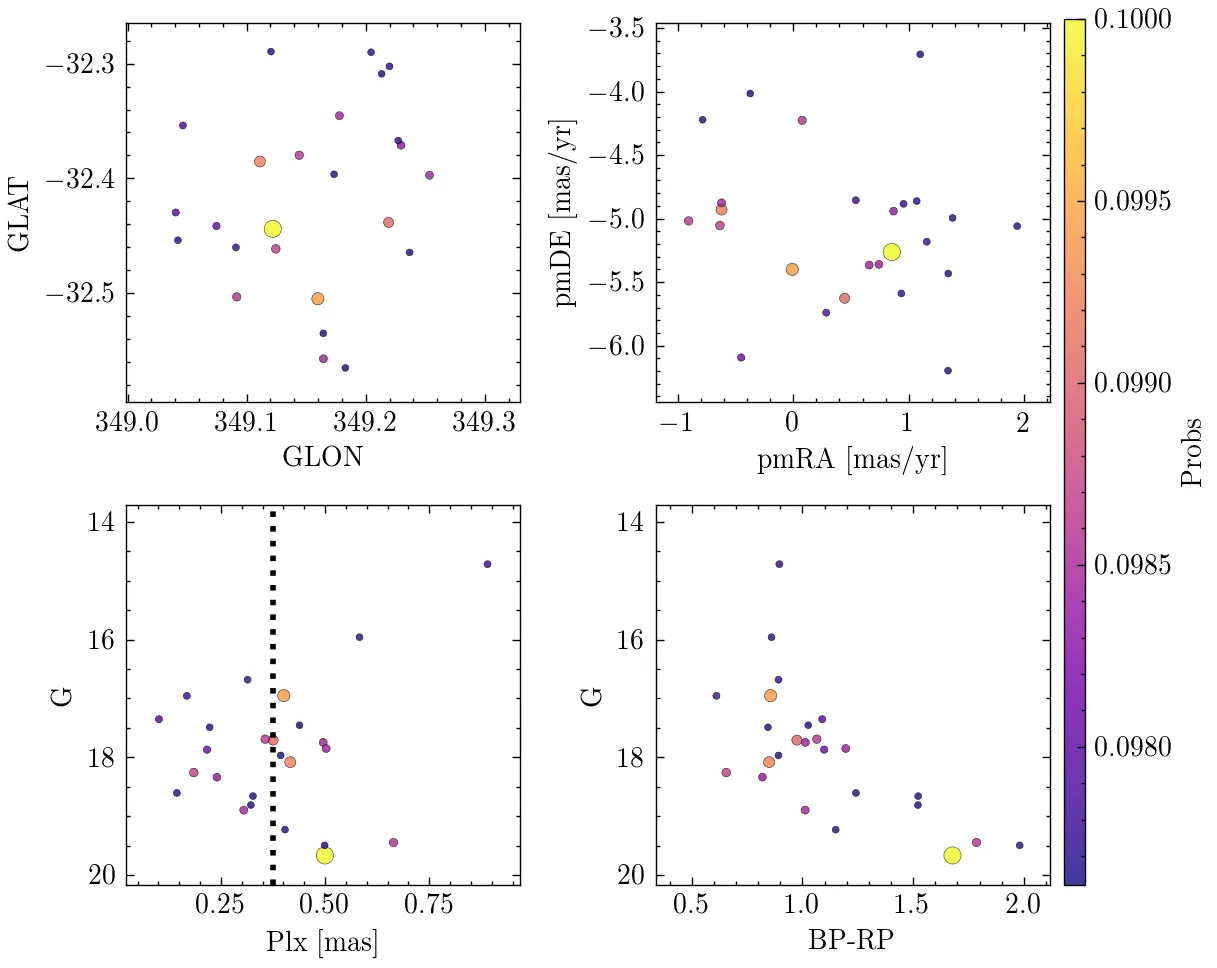 −32.3
−32.4
−32.5
GLAT
349.0 349.1 349.2 349.3
GLON
−3.5
−4.0
−4.5
−5.0
−5.5
−6.0
pmDE [mas/yr]
−1 0 1 2
pmRA [mas/yr]
14
16
18
20
G
0.25 0.50 0.75
Plx [mas]
14
16
18
20
G
0.5 1.0 1.5 2.0
BP-RP
0.1000
0.0995
0.0990
0.0985
0.0980
Probs